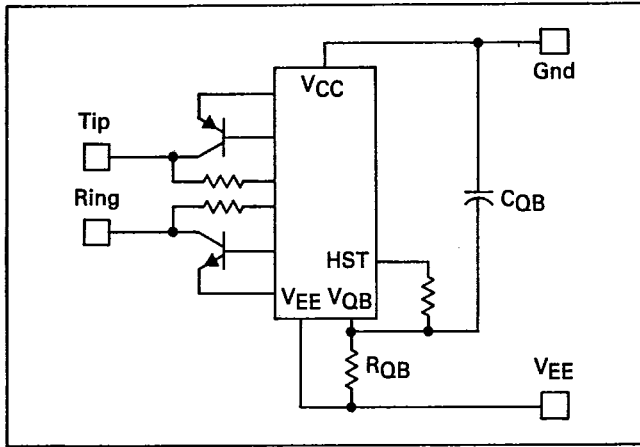 Gnd
VCC
Tip
Ring
CQB
HST
VEE VQB
RQB
VEE